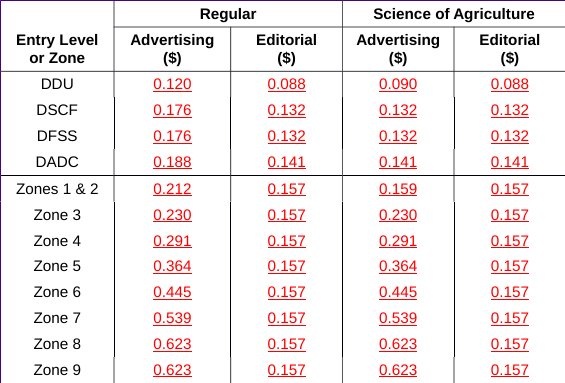 Regular Science of Agriculture
Entry Level Advertising Editorial Advertising Editorial
or Zone ($) ($) ($) ($)
DDU 0.120 0.088 0.090 0.088
DSCF 0.176 0.132 0.132 0.132
DFSS 0.176 0.132 0.132 0.132
DADC 0.188 0.141 0.141 0.141
Zones 1 & 2 0.212 0.157 0.159 0.157
Zone 3 0.230 0.157 0.230 0.157
Zone 4 0.291 0.157 0.291 0.157
Zone 5 0.364 0.157 0.364 0.157
Zone 6 0.445 0.157 0.445 0.157
Zone 7 0.539 0.157 0.539 0.157
Zone 8 0.623 0.157 0.623 0.157
Zone 9 0.623 0.157 0.623 0.157